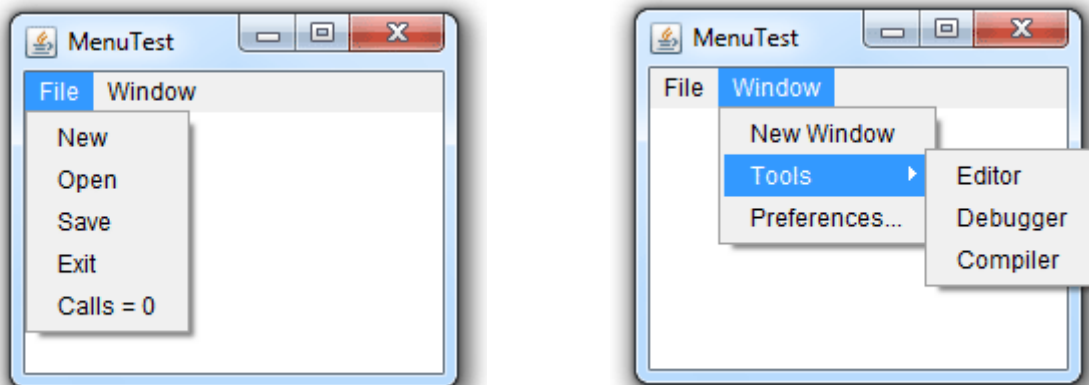 MenuTest
File Window
New
Open
Save
Exit
Calls = 0
MenuTest
File Window
New Window
Tools
Preferences...
Editor
Debugger
Compiler